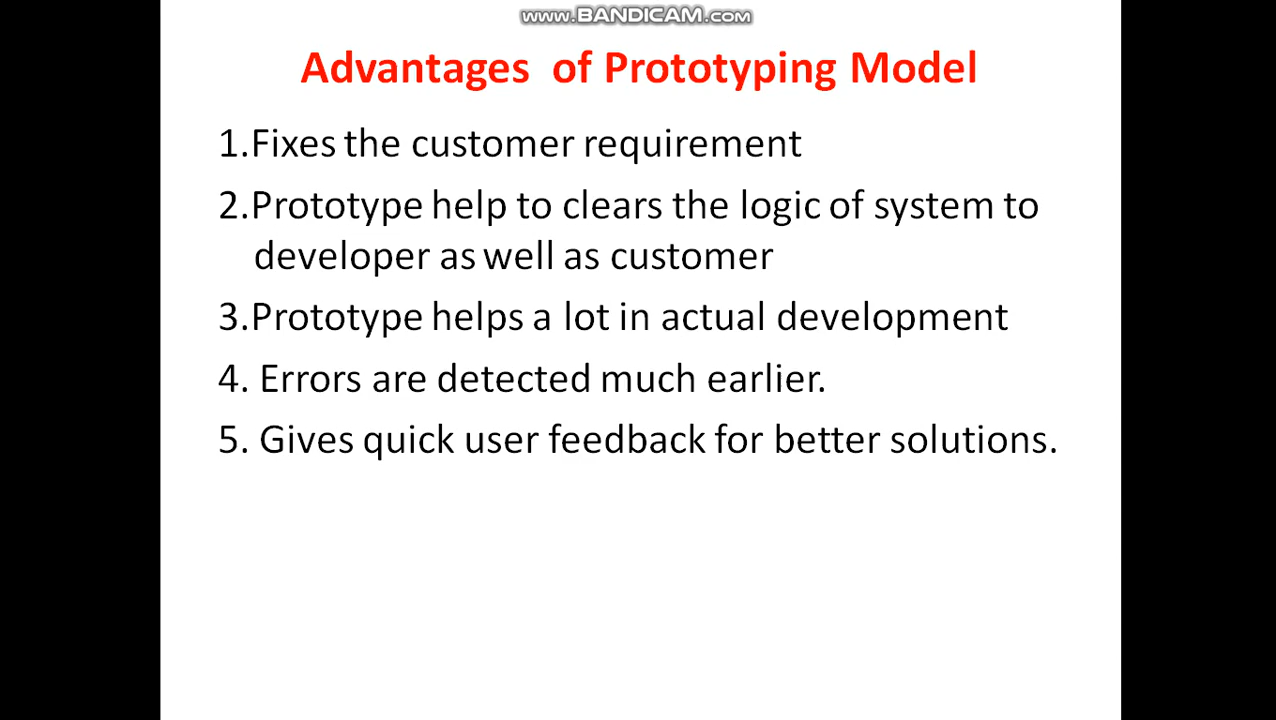 www.BANDICAM.com
Advantages of Prototyping Model
1.Fixes the customer requirement
2.Prototype help to clears the logic of system to
developer as well as customer
3.Prototype helps a lot in actual development
4. Errors are detected much earlier.
5. Gives quick user feedback for better solutions.